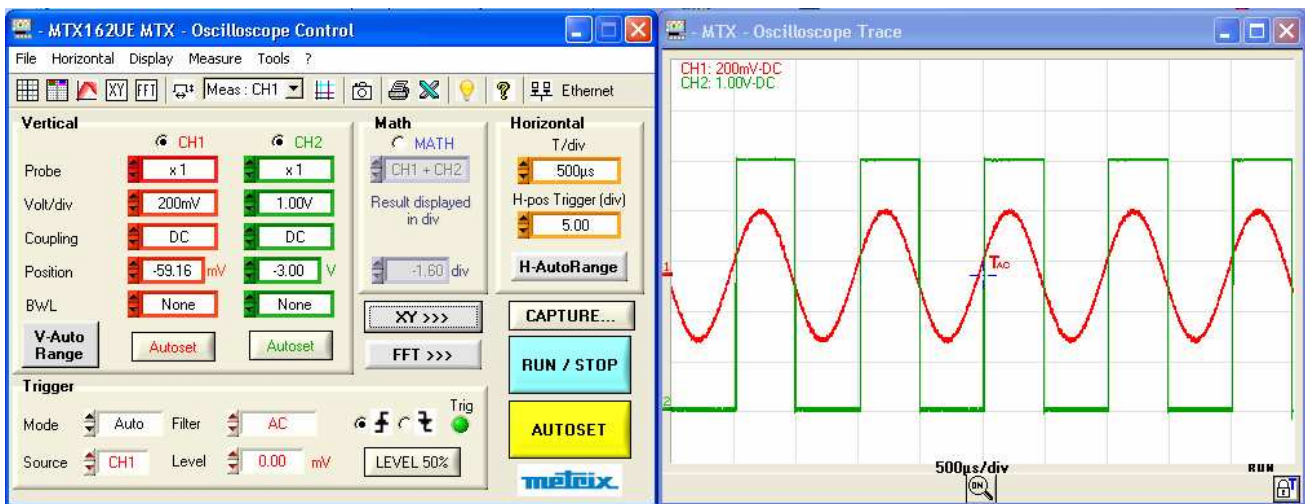 - MTX162UE MTX - Oscilloscope Control
File Horizontal Display Measure Tools ?
XY FFT Meas : CH1 ? Ethernet
Vertical
CH1 CH2
Probe x 1 x 1
Volt/div 200mV 1.00V
Coupling DC DC
Position -59.16 mV -3.00 V
BWL None None
V-Auto Range Autoset Autoset
Math
MATH
CH1 + CH2
Result displayed
in div
-1.60 div
XY >>>
FFT >>>
Horizontal
T/div
500µs
H-pos Trigger (div)
5.00
H-AutoRange
CAPTURE...
RUN / STOP
AUTOSET
metrix
Trigger
Trig
Mode Auto Filter AC
Source CH1 Level 0.00 mV LEVEL 50%
- MTX - Oscilloscope Trace
CH1: 200mV-DC
CH2: 1.00V-DC
TAC
1
2
500µs/div
RUN
ON
T